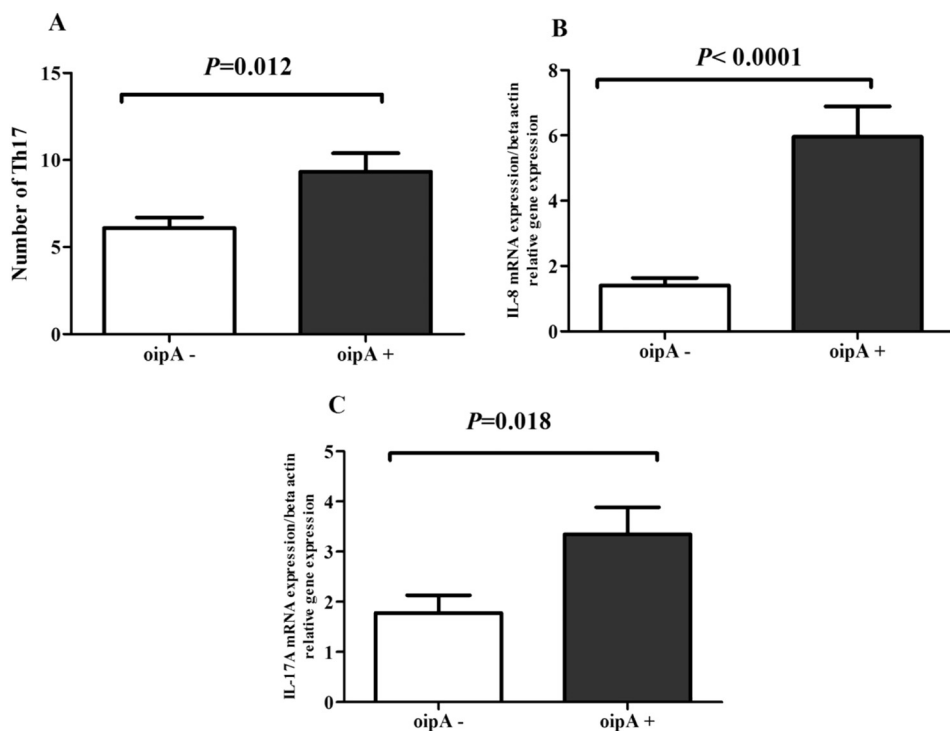 A
P=0.012
Number of Th17
15
10
5
0
oipA -
oipA +
B
P< 0.0001
IL-8 mRNA expression/beta actin
relative gene expression
8
6
4
2
0
oipA -
oipA +
C
P=0.018
IL-17A mRNA expression/beta actin
relative gene expression
5
4
3
2
1
0
oipA -
oipA +